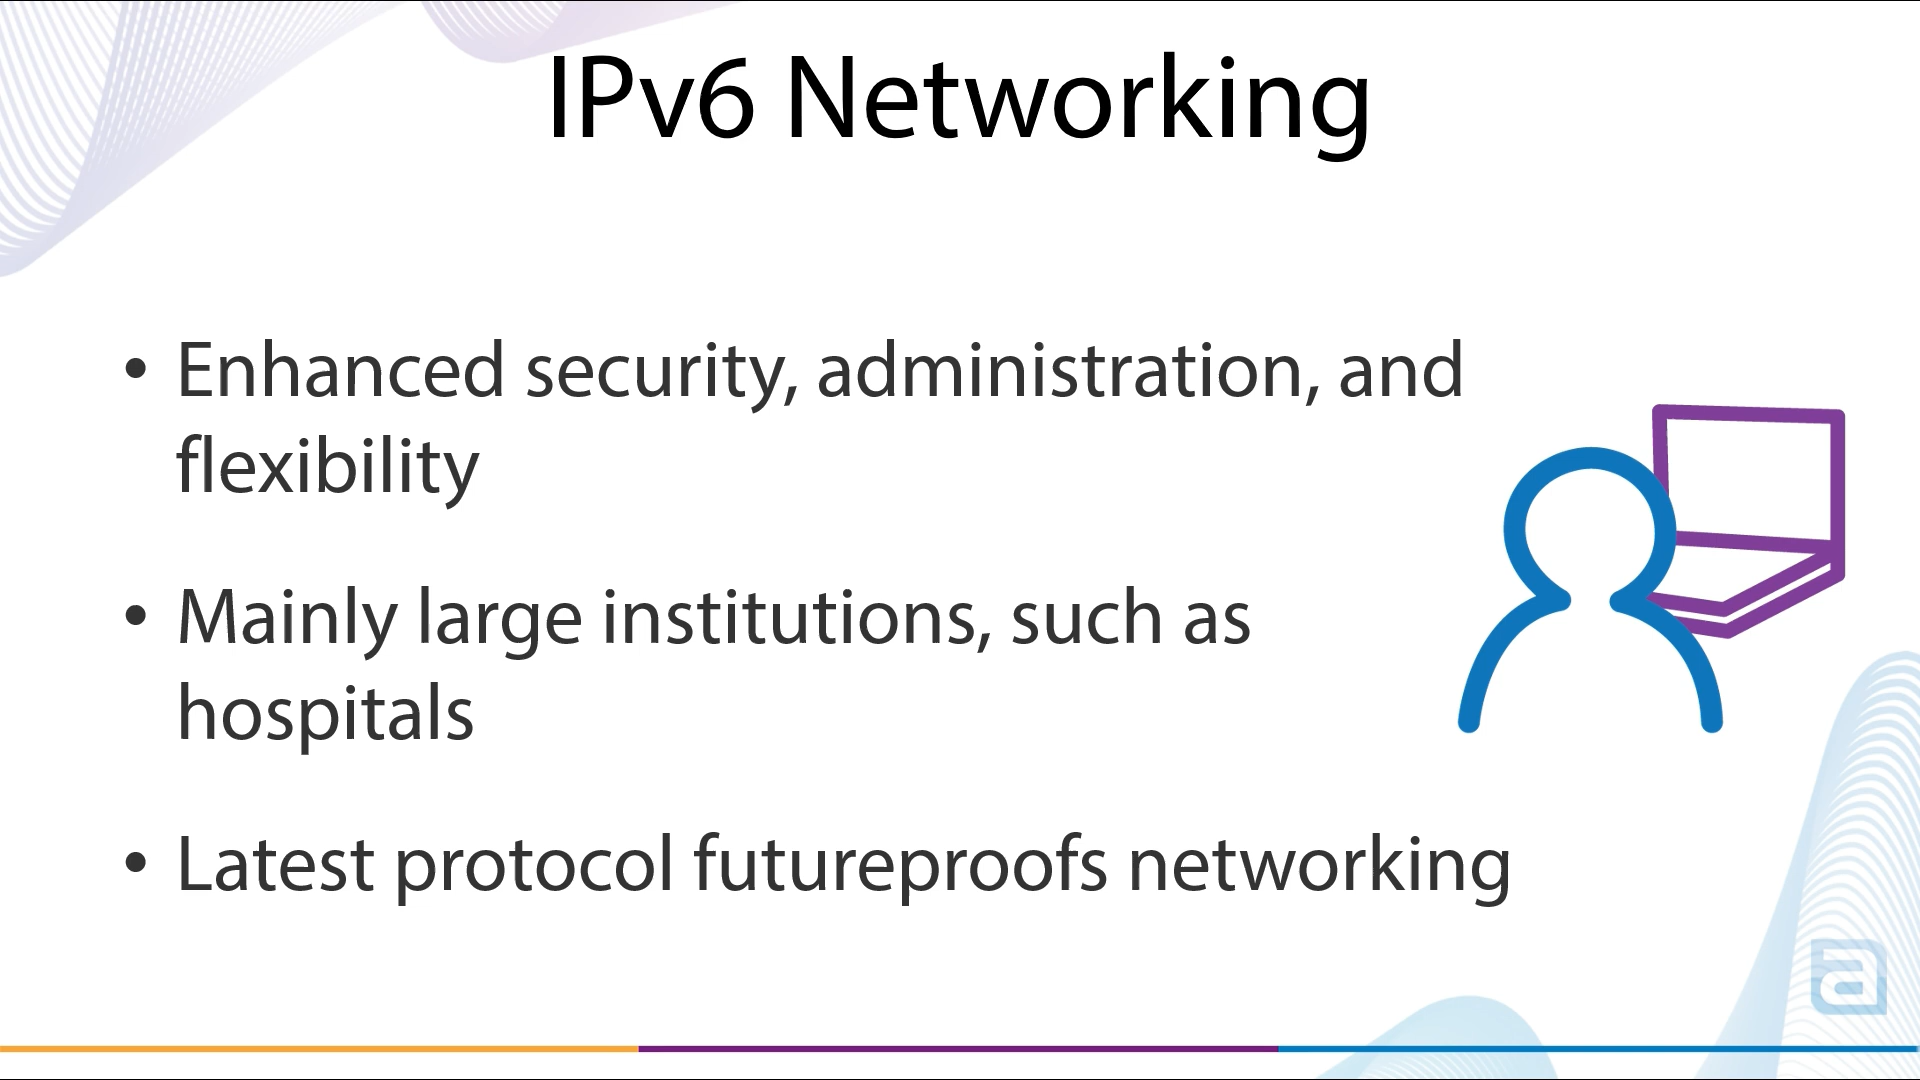 IPv6 Networking
• Enhanced security, administration, and
flexibility
• Mainly large institutions, such as
hospitals
• Latest protocol futureproofs networking
a